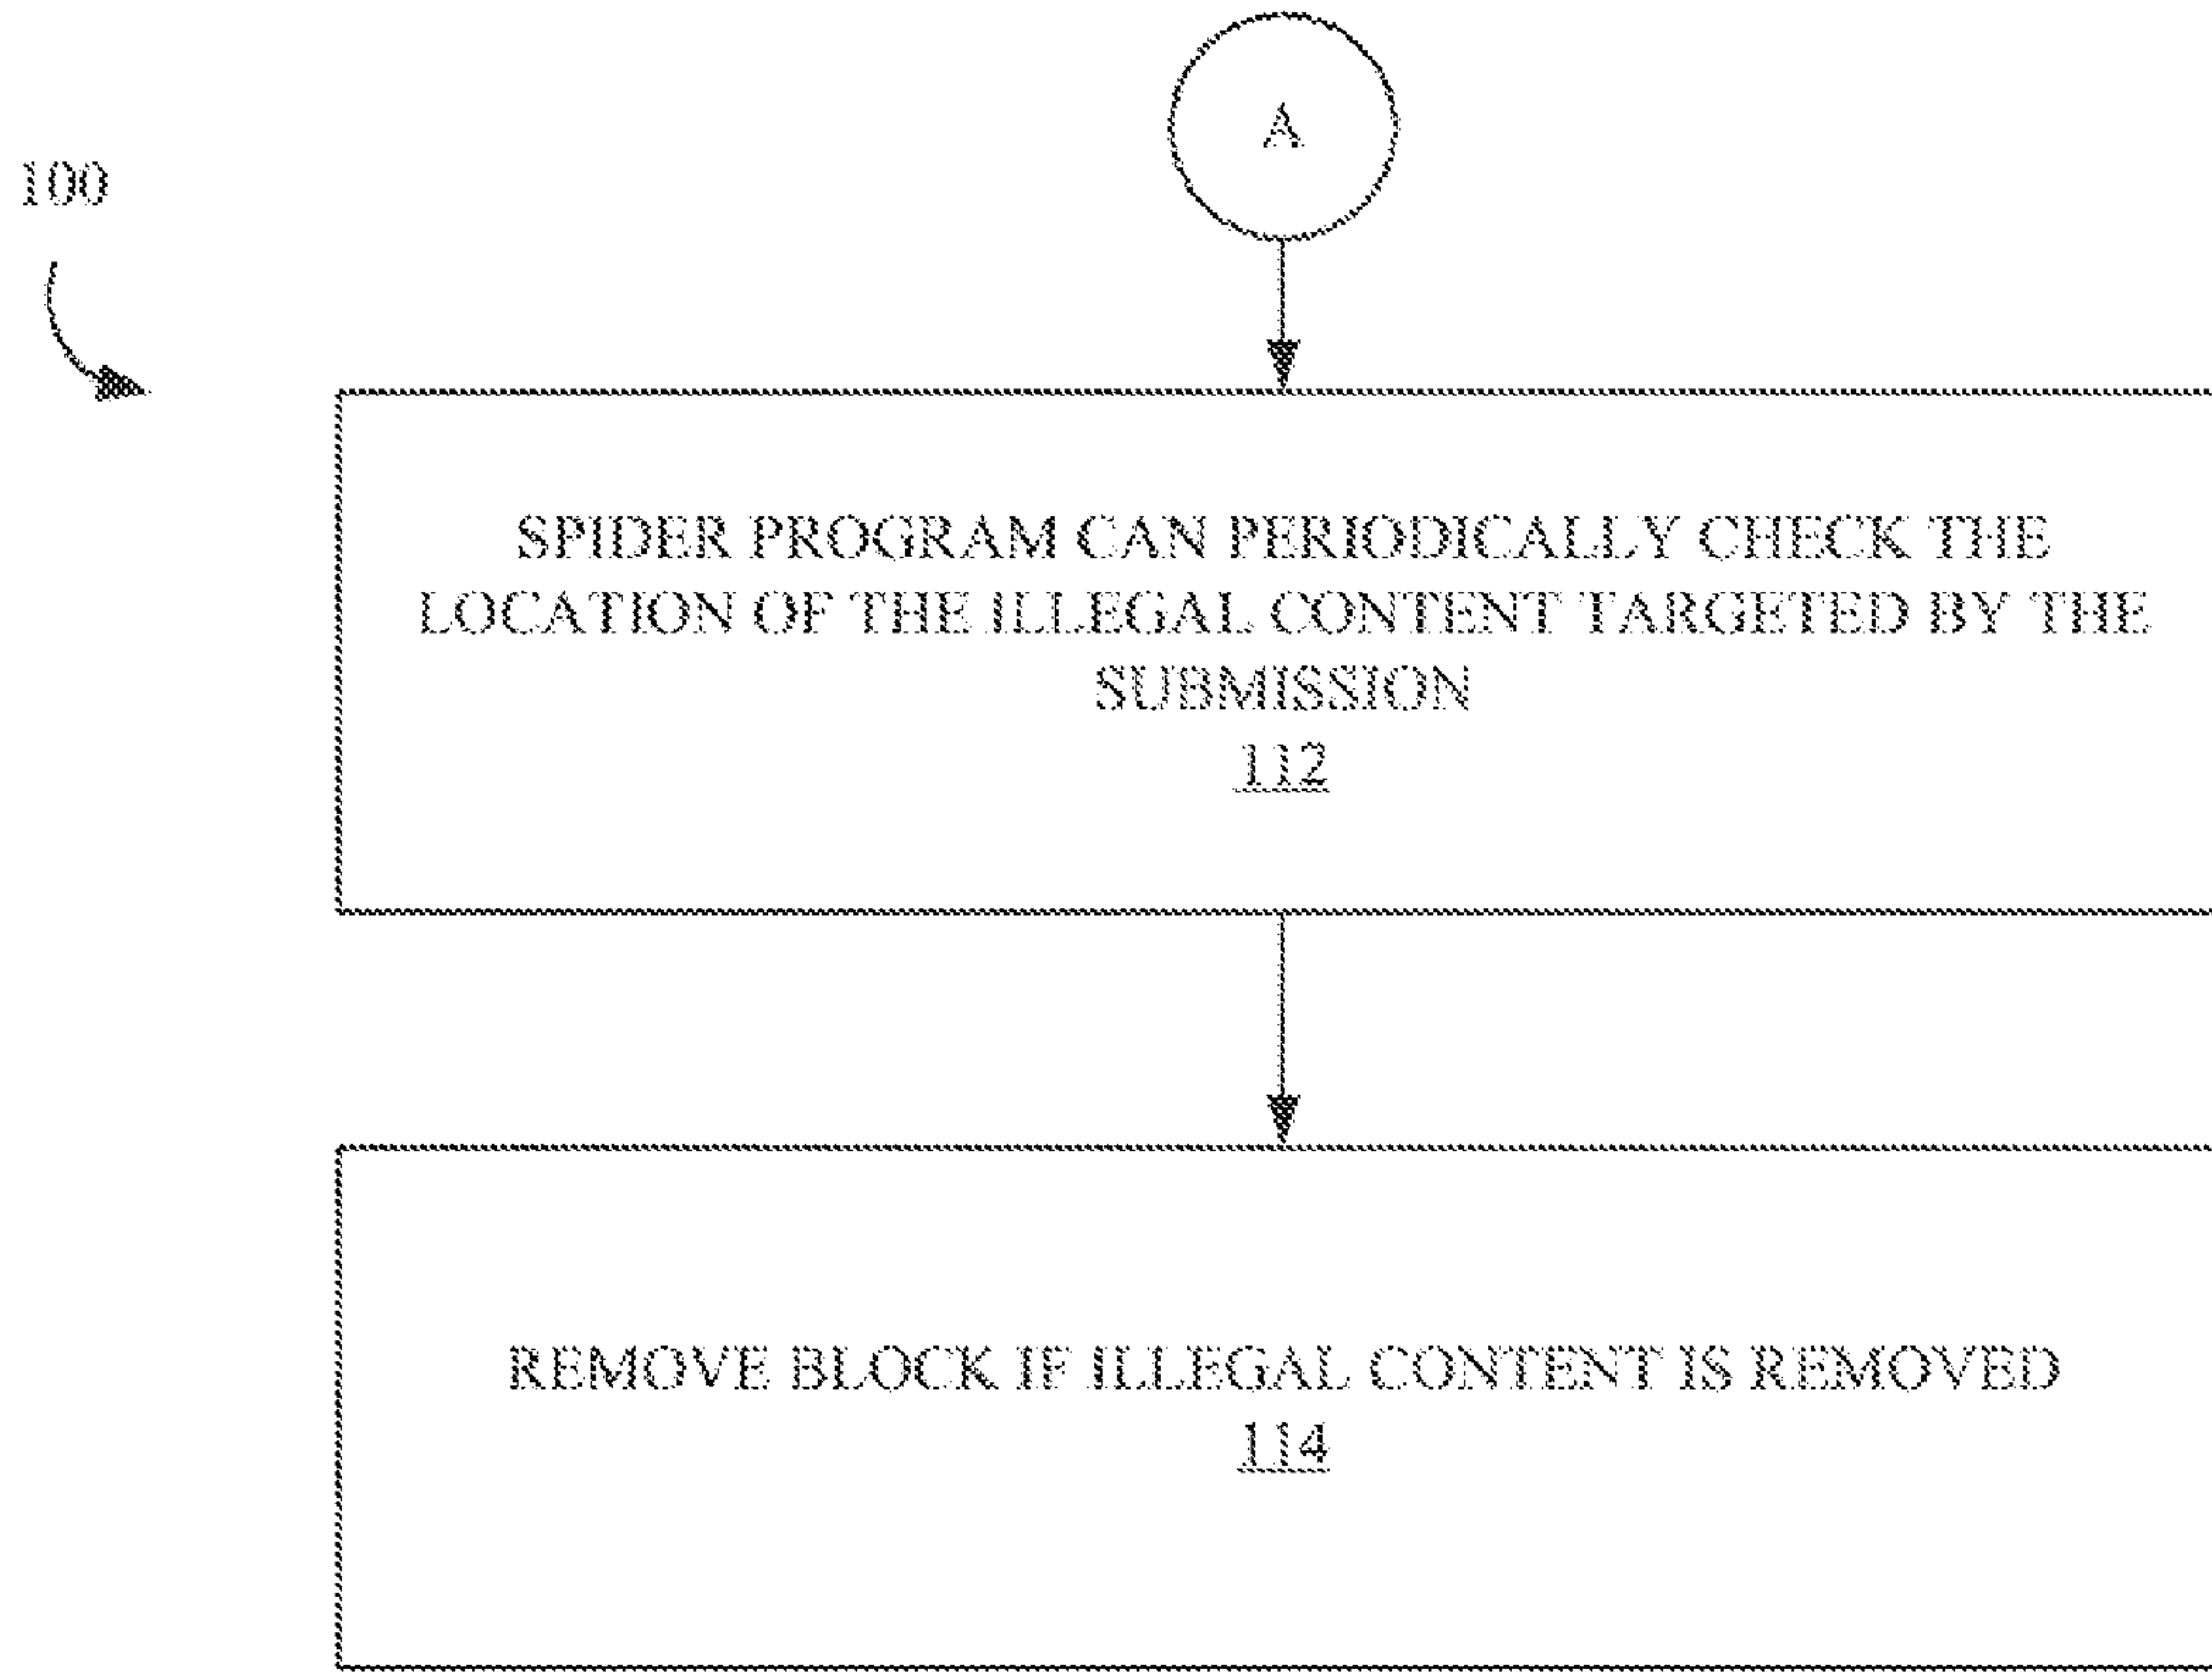 A
100
SPIDER PROGRAM CAN PERIODICALLY CHECK THE
LOCATION OF THE ILLEGAL CONTENT TARGETED BY THE
SUBMISSION
112
REMOVE BLOCK IF ILLEGAL CONTENT IS REMOVED
114